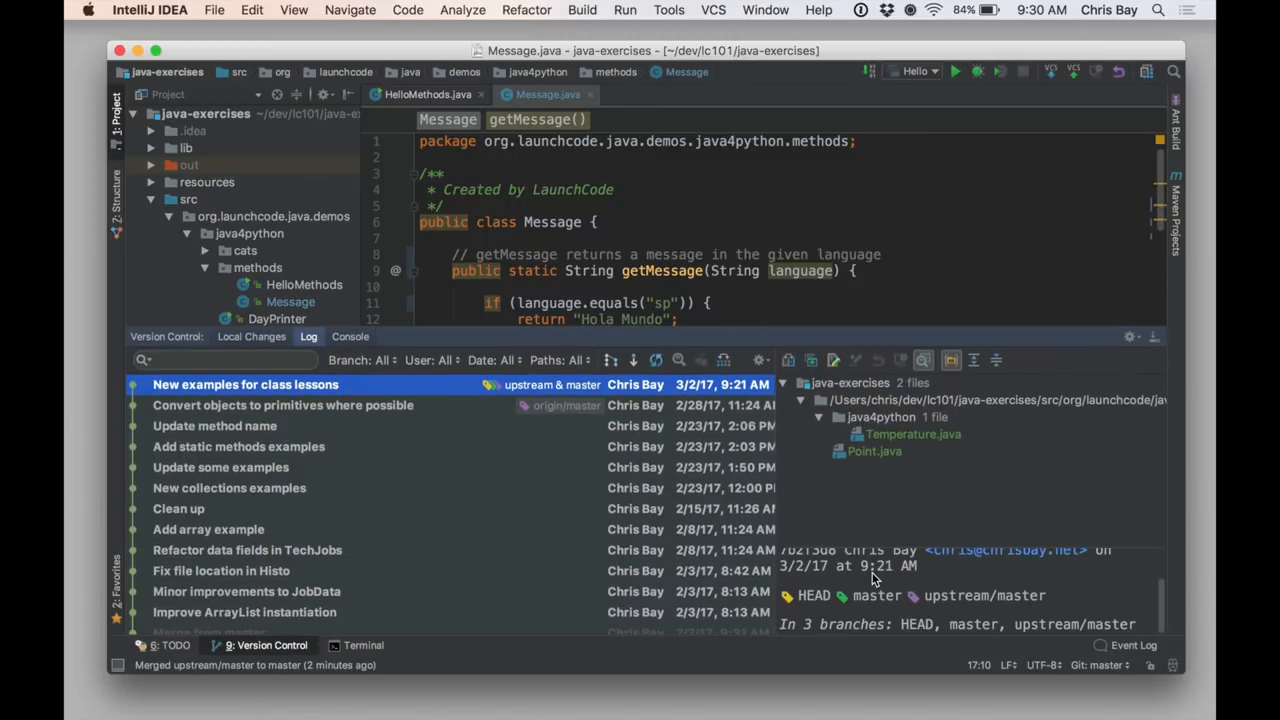 IntelliJ IDEA File Edit View Navigate Code Analyze Refactor Build Run Tools VCS Window Help 84% 9:30 AM Chris Bay
Message.java - java-exercises - [~/dev/lc101/java-exercises]
java-exercises src org launchcode java demos java4python methods Message Hello
1: Project
7: Structure
2: Favorites
Project
java-exercises ~/dev/lc101/java-e
.idea
lib
out
resources
src
org.launchcode.java.demos
java4python
cats
methods
HelloMethods
Message
DayPrinter
HelloMethods.java Message.java
Message getMessage()
1 package org.launchcode.java.demos.java4python.methods;
2
3 /**
4 * Created by LaunchCode
5 */
6 public class Message {
7
8 // getMessage returns a message in the given language
9 @ public static String getMessage(String language) {
10
11 if (language.equals("sp")) {
12 return "Hola Mundo";
Ant Build
m Maven Projects
Version Control: Local Changes Log Console
Branch: All User: All Date: All Paths: All
New examples for class lessons upstream & master Chris Bay 3/2/17, 9:21 AM
Convert objects to primitives where possible origin/master Chris Bay 2/28/17, 11:24 AM
Update method name Chris Bay 2/23/17, 2:06 PM
Add static methods examples Chris Bay 2/23/17, 2:03 PM
Update some examples Chris Bay 2/23/17, 1:50 PM
New collections examples Chris Bay 2/23/17, 12:00 PM
Clean up Chris Bay 2/15/17, 11:26 AM
Add array example Chris Bay 2/8/17, 11:24 AM
Refactor data fields in TechJobs Chris Bay 2/8/17, 11:24 AM
Fix file location in Histo Chris Bay 2/3/17, 8:42 AM
Minor improvements to JobData Chris Bay 2/3/17, 8:13 AM
Improve ArrayList instantiation Chris Bay 2/3/17, 8:13 AM
java-exercises 2 files
/Users/chris/dev/lc101/java-exercises/src/org/launchcode/jav
java4python 1 file
Temperature.java
Point.java
Chris Bay <chris@chrisbay.net> on
3/2/17 at 9:21 AM
HEAD master upstream/master
In 3 branches: HEAD, master, upstream/master
6: TODO 9: Version Control Terminal Event Log
Merged upstream/master to master (2 minutes ago) 17:10 LF UTF-8 Git: master